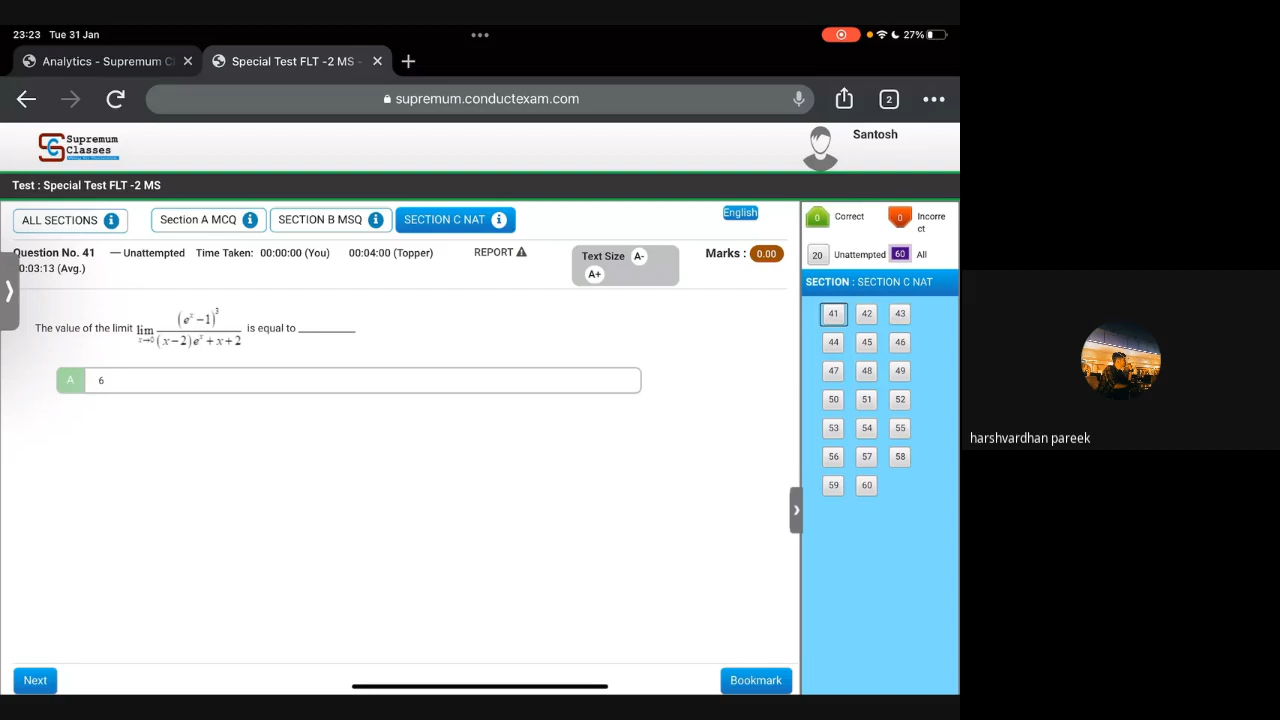 23:23 Tue 31 Jan
27%
Analytics - Supremum Cl
Special Test FLT -2 MS -
supremum.conductexam.com
2
Supremum
Classes
Santosh
Test : Special Test FLT -2 MS
ALL SECTIONS
Section A MCQ
SECTION B MSQ
SECTION C NAT
English
0 Correct
0 Incorre
ct
Question No. 41 — Unattempted Time Taken: 00:00:00 (You) 00:04:00 (Topper) REPORT
00:03:13 (Avg.)
Text Size A-
A+
Marks : 0.00
20 Unattempted 60 All
SECTION : SECTION C NAT
The value of the limit lim x→0 (e^x −1)^3 / (x−2)e^x + x + 2 is equal to ________
A 6
41 42 43
44 45 46
47 48 49
50 51 52
53 54 55
56 57 58
59 60
Next
Bookmark
harshvardhan pareek